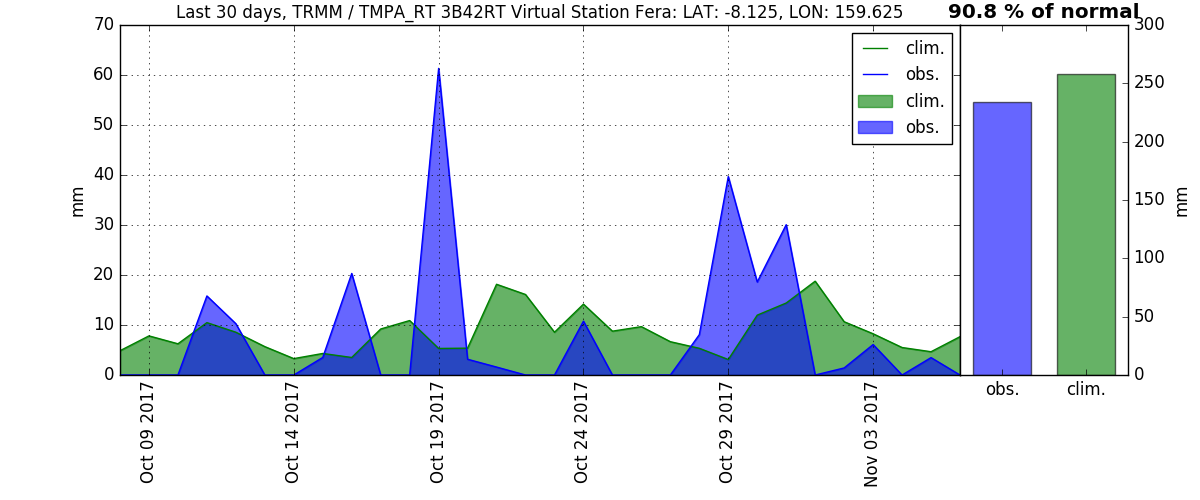 Last 30 days, TRMM / TMPA_RT 3B42RT Virtual Station Fera: LAT: -8.125, LON: 159.625
90.8 % of normal
70
60
50
40
30
20
10
0
mm
clim.
obs.
clim.
obs.
300
250
200
150
100
50
0
mm
obs.
clim.
Oct 09 2017
Oct 14 2017
Oct 19 2017
Oct 24 2017
Oct 29 2017
Nov 03 2017